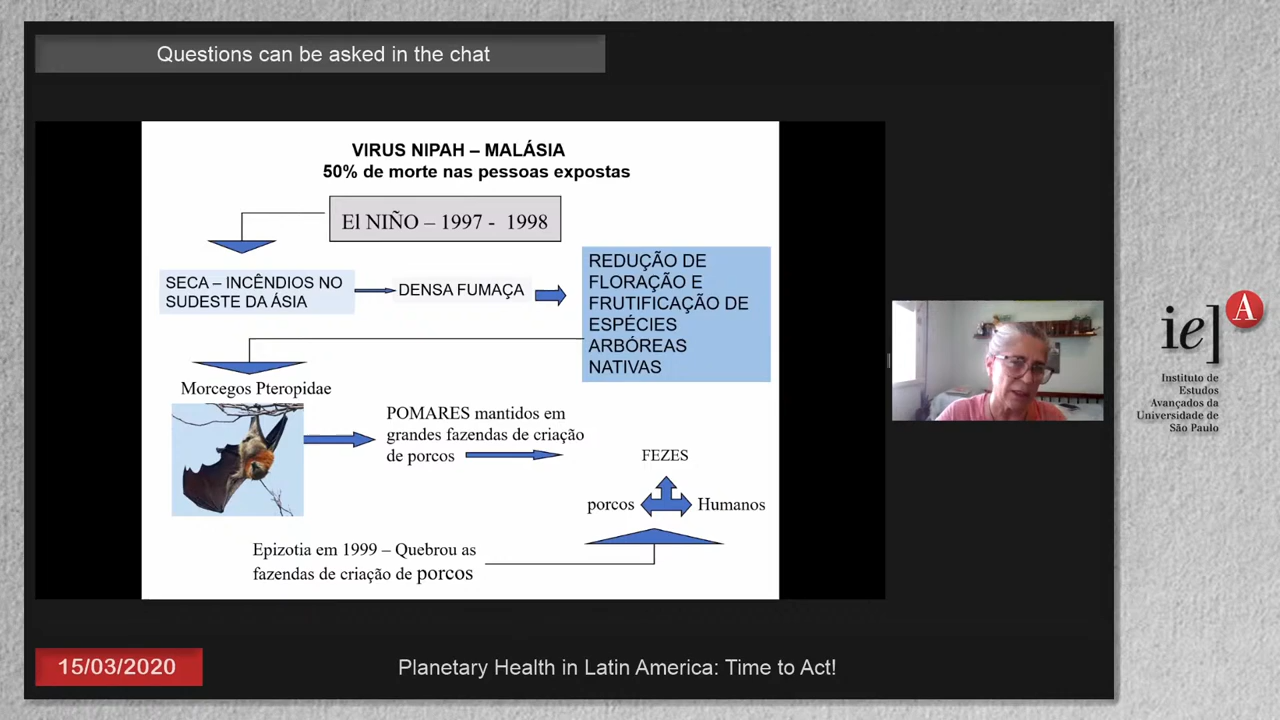 Questions can be asked in the chat
VIRUS NIPAH – MALÁSIA
50% de morte nas pessoas expostas
El NIÑO – 1997 - 1998
SECA – INCÊNDIOS NO
SUDESTE DA ÁSIA
DENSA FUMAÇA
REDUÇÃO DE
FLORAÇÃO E
FRUTIFICAÇÃO DE
ESPÉCIES
ARBÓREAS
NATIVAS
Morcegos Pteropidae
POMARES mantidos em
grandes fazendas de criação
de porcos
FEZES
porcos
Humanos
Epizotia em 1999 – Quebrou as
fazendas de criação de porcos
ie] A
Instituto de
Estudos
Avançados da
Universidade de
São Paulo
15/03/2020
Planetary Health in Latin America: Time to Act!